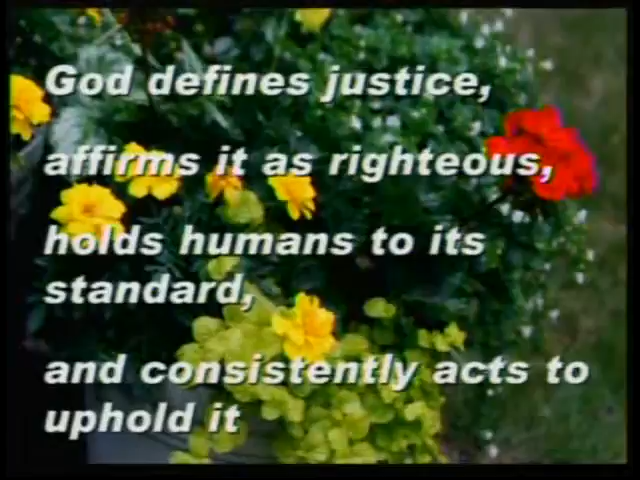 God defines justice,
affirms it as righteous,
holds humans to its
standard,
and consistently acts to
uphold it